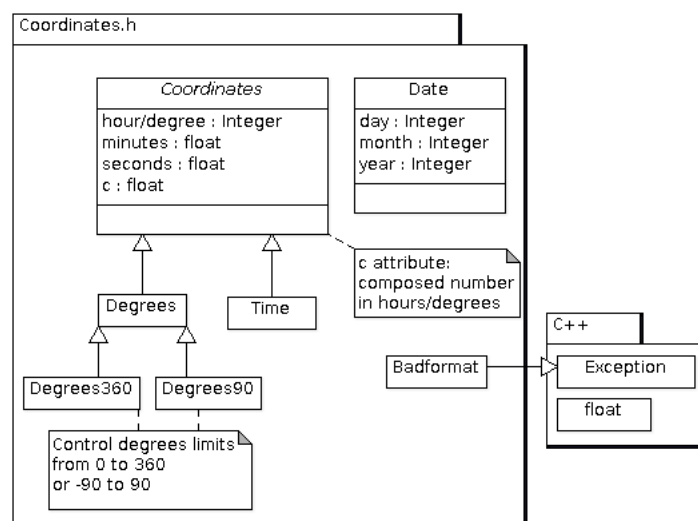 Coordinates.h
Coordinates
hour/degree : Integer
minutes : float
seconds : float
c : float
Date
day : Integer
month : Integer
year : Integer
c attribute:
composed number
in hours/degrees
Degrees
Time
Degrees360
Degrees90
Control degrees limits
from 0 to 360
or -90 to 90
Badformat
C++
Exception
float